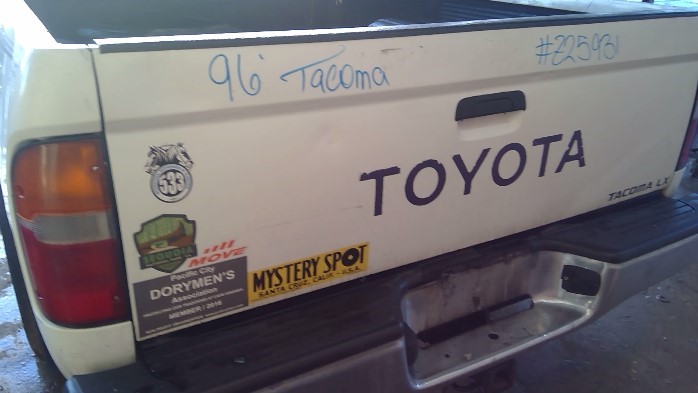 96' Tacoma
#225931
TOYOTA
TACOMA LX
533
SEQUOIA
MOVE
Pacific City
DORYMEN'S
Association
MEMBER / 2016
MYSTERY SPOT
SANTA CRUZ, CALIF - U.S.A.